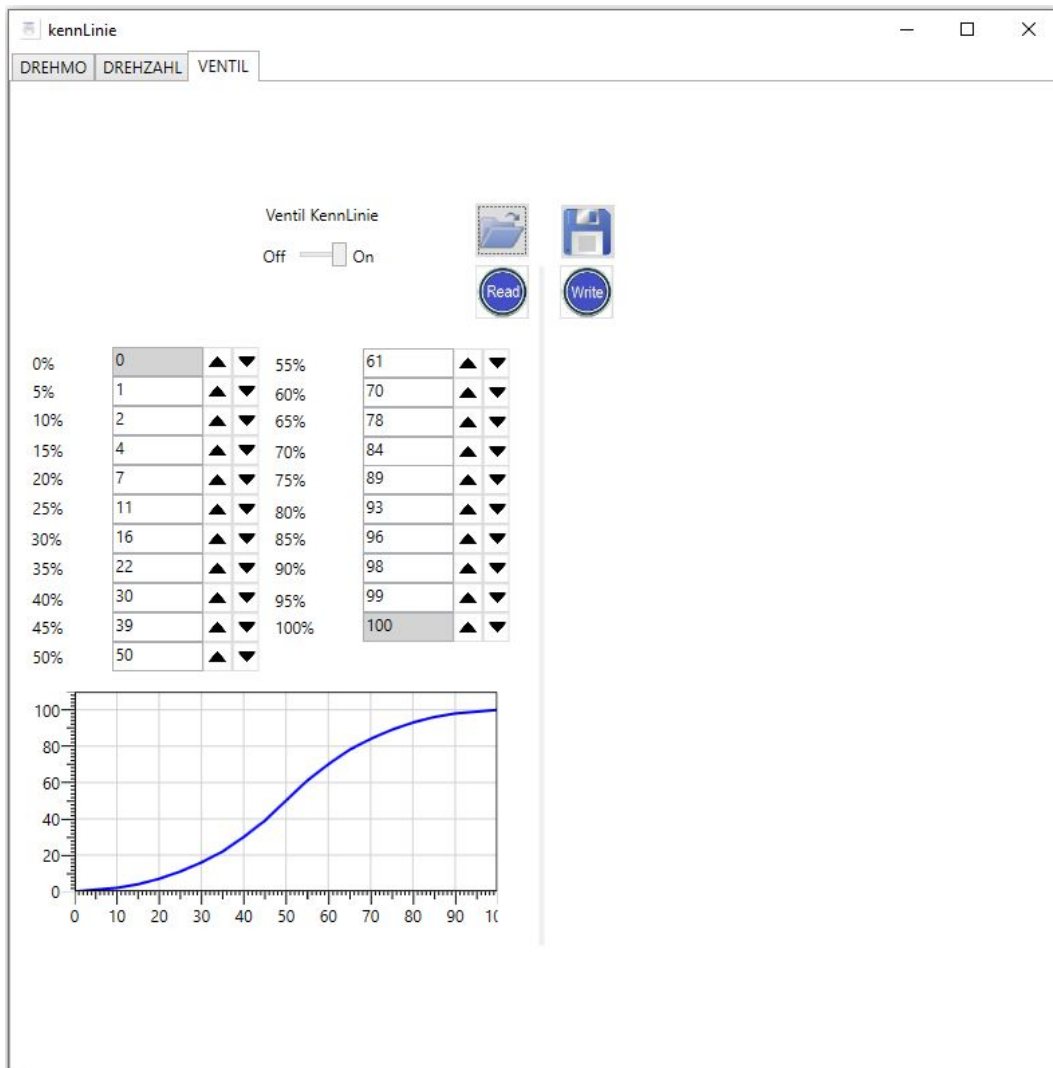 kennLinie
DREHMO DREHZAHL VENTIL
Ventil KennLinie
Off On
Read Write
0% 0 55% 61
5% 1 60% 70
10% 2 65% 78
15% 4 70% 84
20% 7 75% 89
25% 11 80% 93
30% 16 85% 96
35% 22 90% 98
40% 30 95% 99
45% 39 100% 100
50% 50
100
80
60
40
20
0
0 10 20 30 40 50 60 70 80 90 10